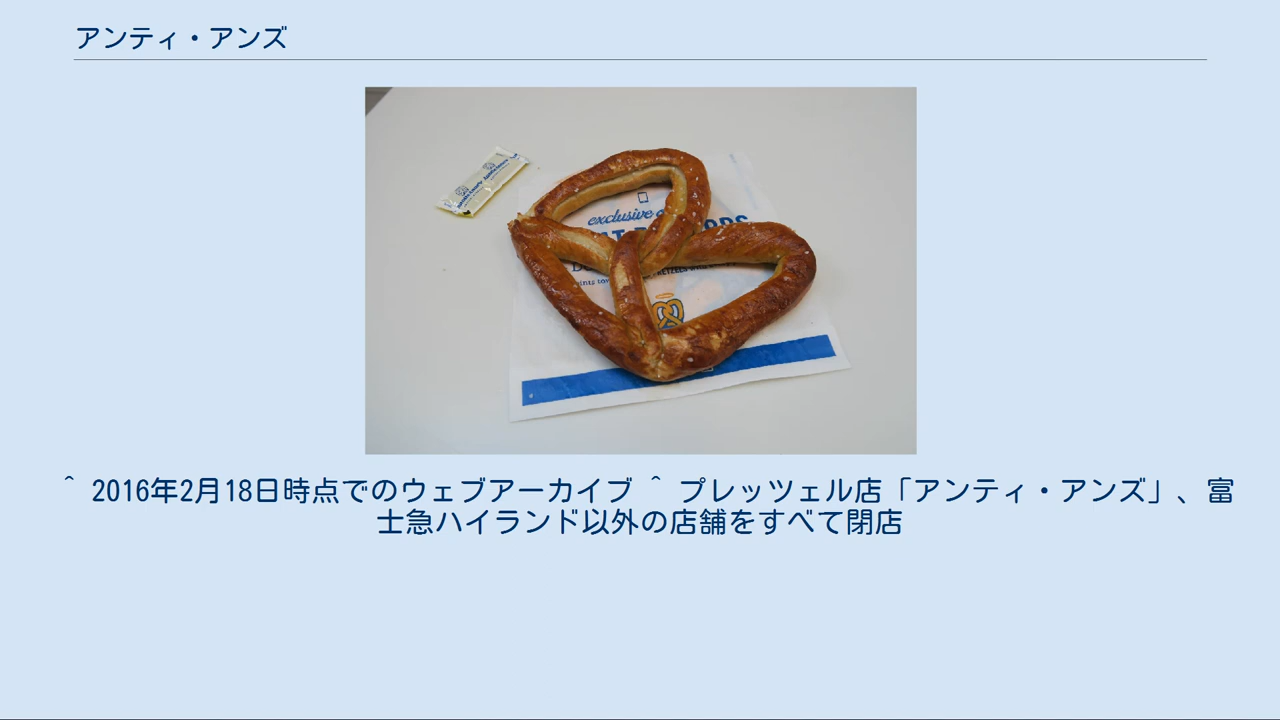 アンティ・アンズ
exclusive
^ 2016年2月18日時点でのウェブアーカイブ ^ プレッツェル店「アンティ・アンズ」、富
士急ハイランド以外の店舗をすべて閉店